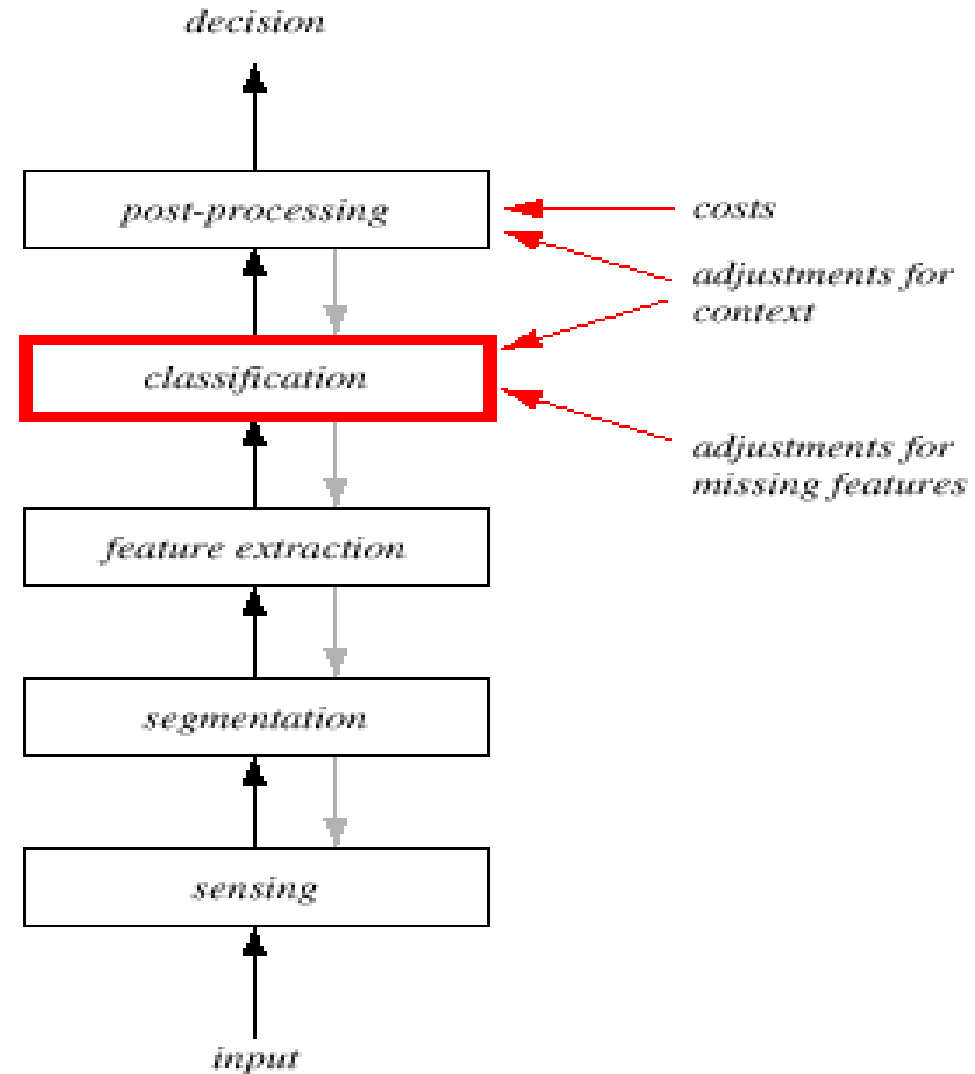 decision
post-processing
costs
adjustments for
context
classification
adjustments for
missing features
feature extraction
segmentation
sensing
input